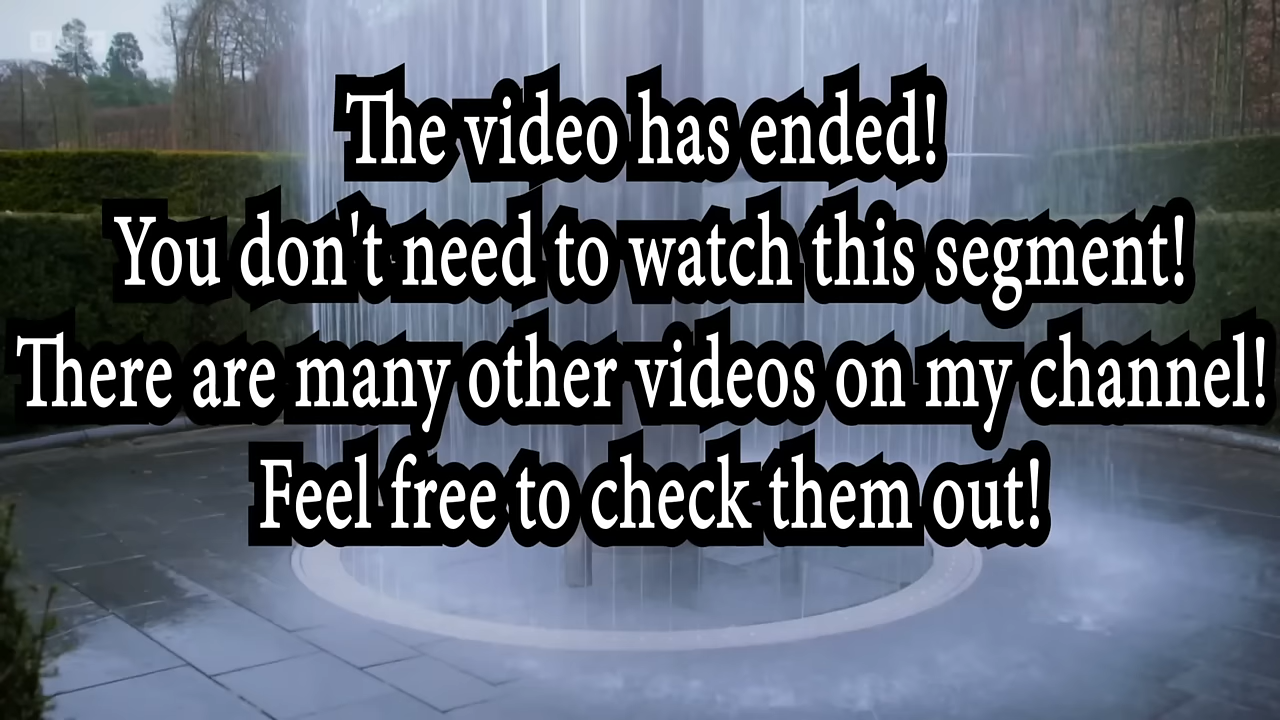 The video has ended!
You don't need to watch this segment!
There are many other videos on my channel!
Feel free to check them out!